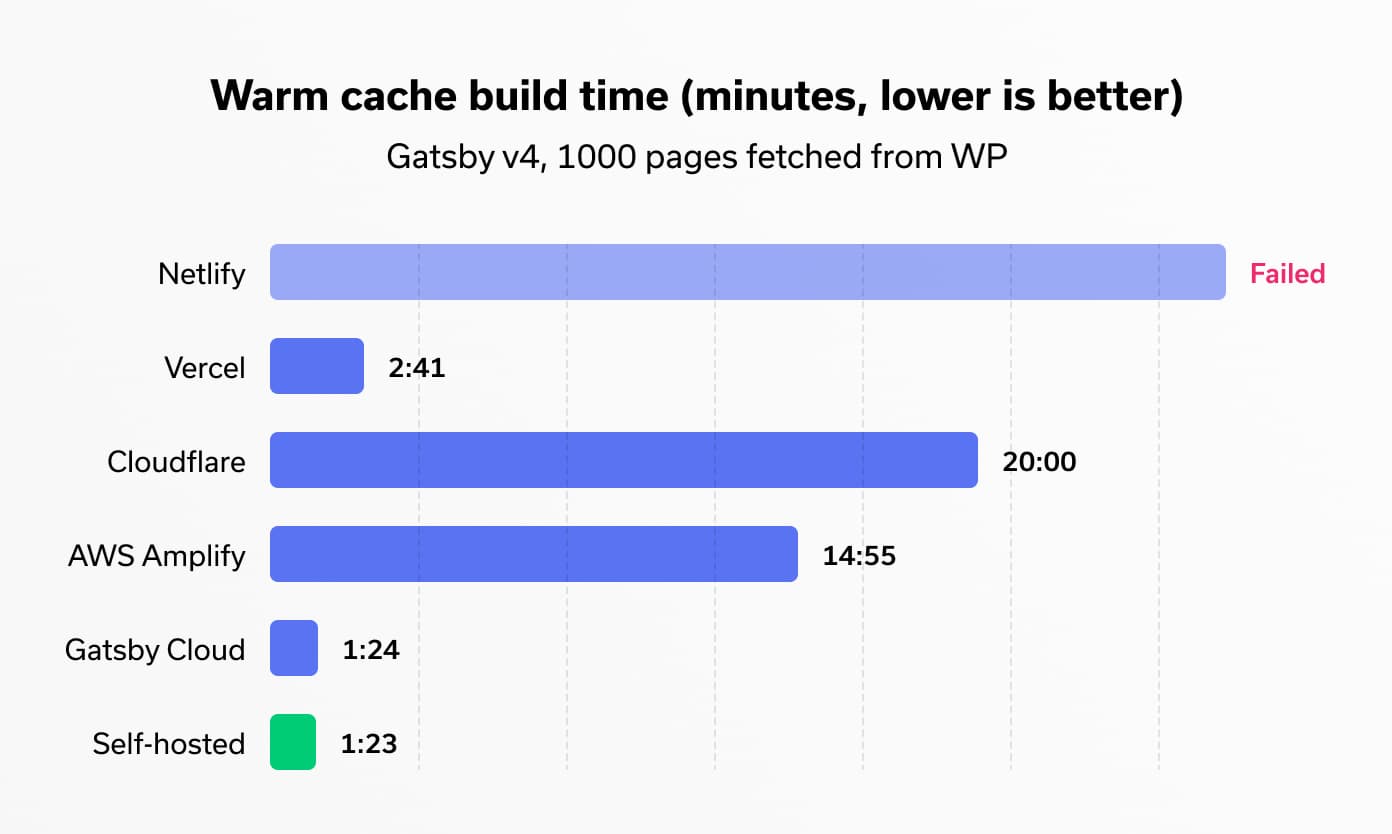 Warm cache build time (minutes, lower is better)
Gatsby v4, 1000 pages fetched from WP
Netlify Failed
Vercel 2:41
Cloudflare 20:00
AWS Amplify 14:55
Gatsby Cloud 1:24
Self-hosted 1:23